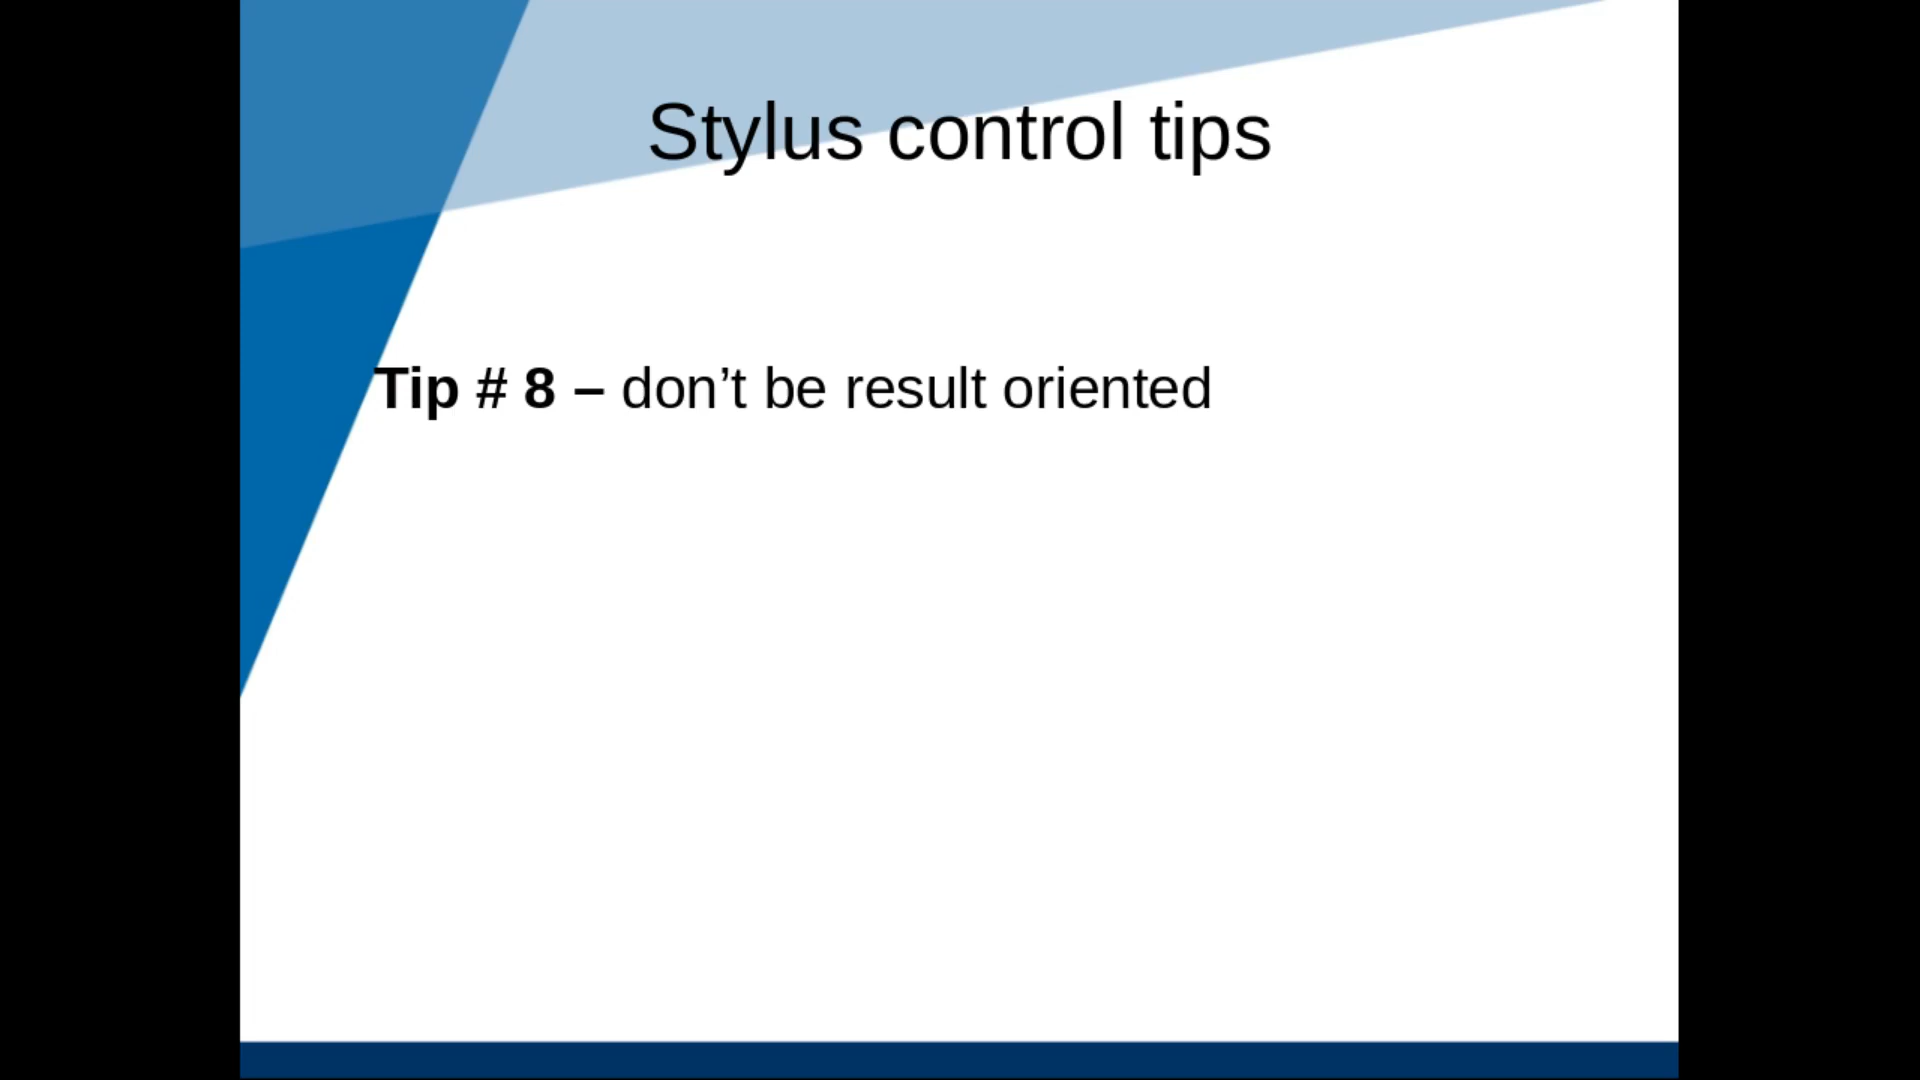 Stylus control tips
Tip # 8 – don’t be result oriented